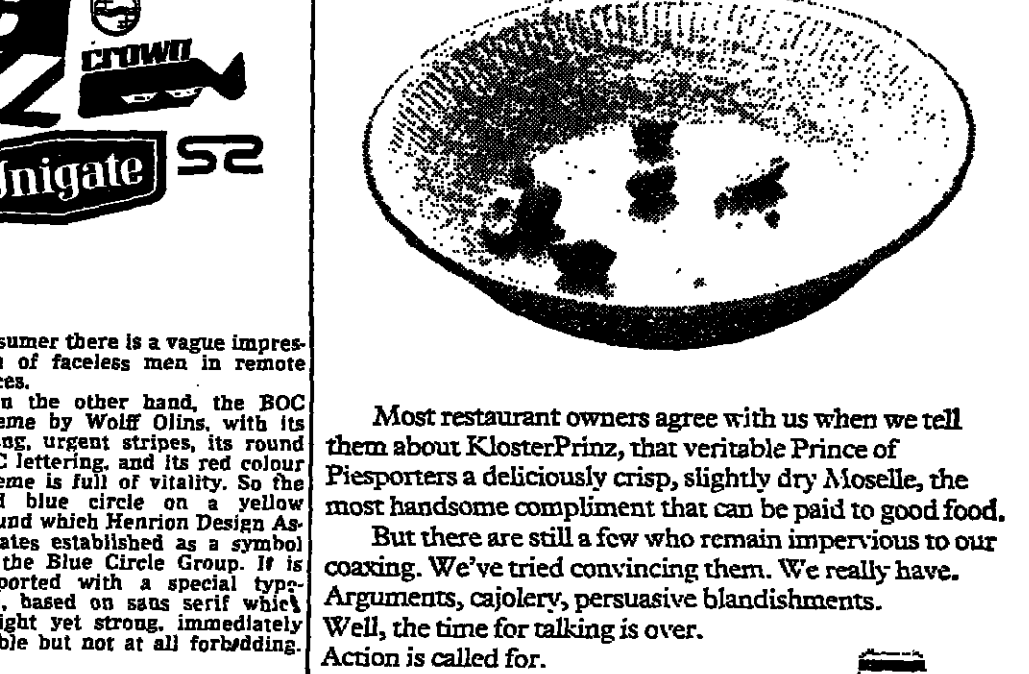 crown
Unigate
S2
sumer there is a vague impres-
of faceless men in remote
ces.
n the other hand, the BOC
eme by Wolff Olins, with its
ng, urgent stripes, its round
C lettering, and its red colour
eme is full of vitality. So the
d blue circle on a yellow
und which Henrion Design As-
ates established as a symbol
the Blue Circle Group. It is
ported with a special type-
, based on sans serif which
ight yet strong, immediately
ble but not at all forbidding.
Most restaurant owners agree with us when we tell
them about KlosterPrinz, that veritable Prince of
Piesporters a deliciously crisp, slightly dry Moselle, the
most handsome compliment that can be paid to good food.
But there are still a few who remain impervious to our
coaxing. We've tried convincing them. We really have.
Arguments, cajolery, persuasive blandishments.
Well, the time for talking is over.
Action is called for.